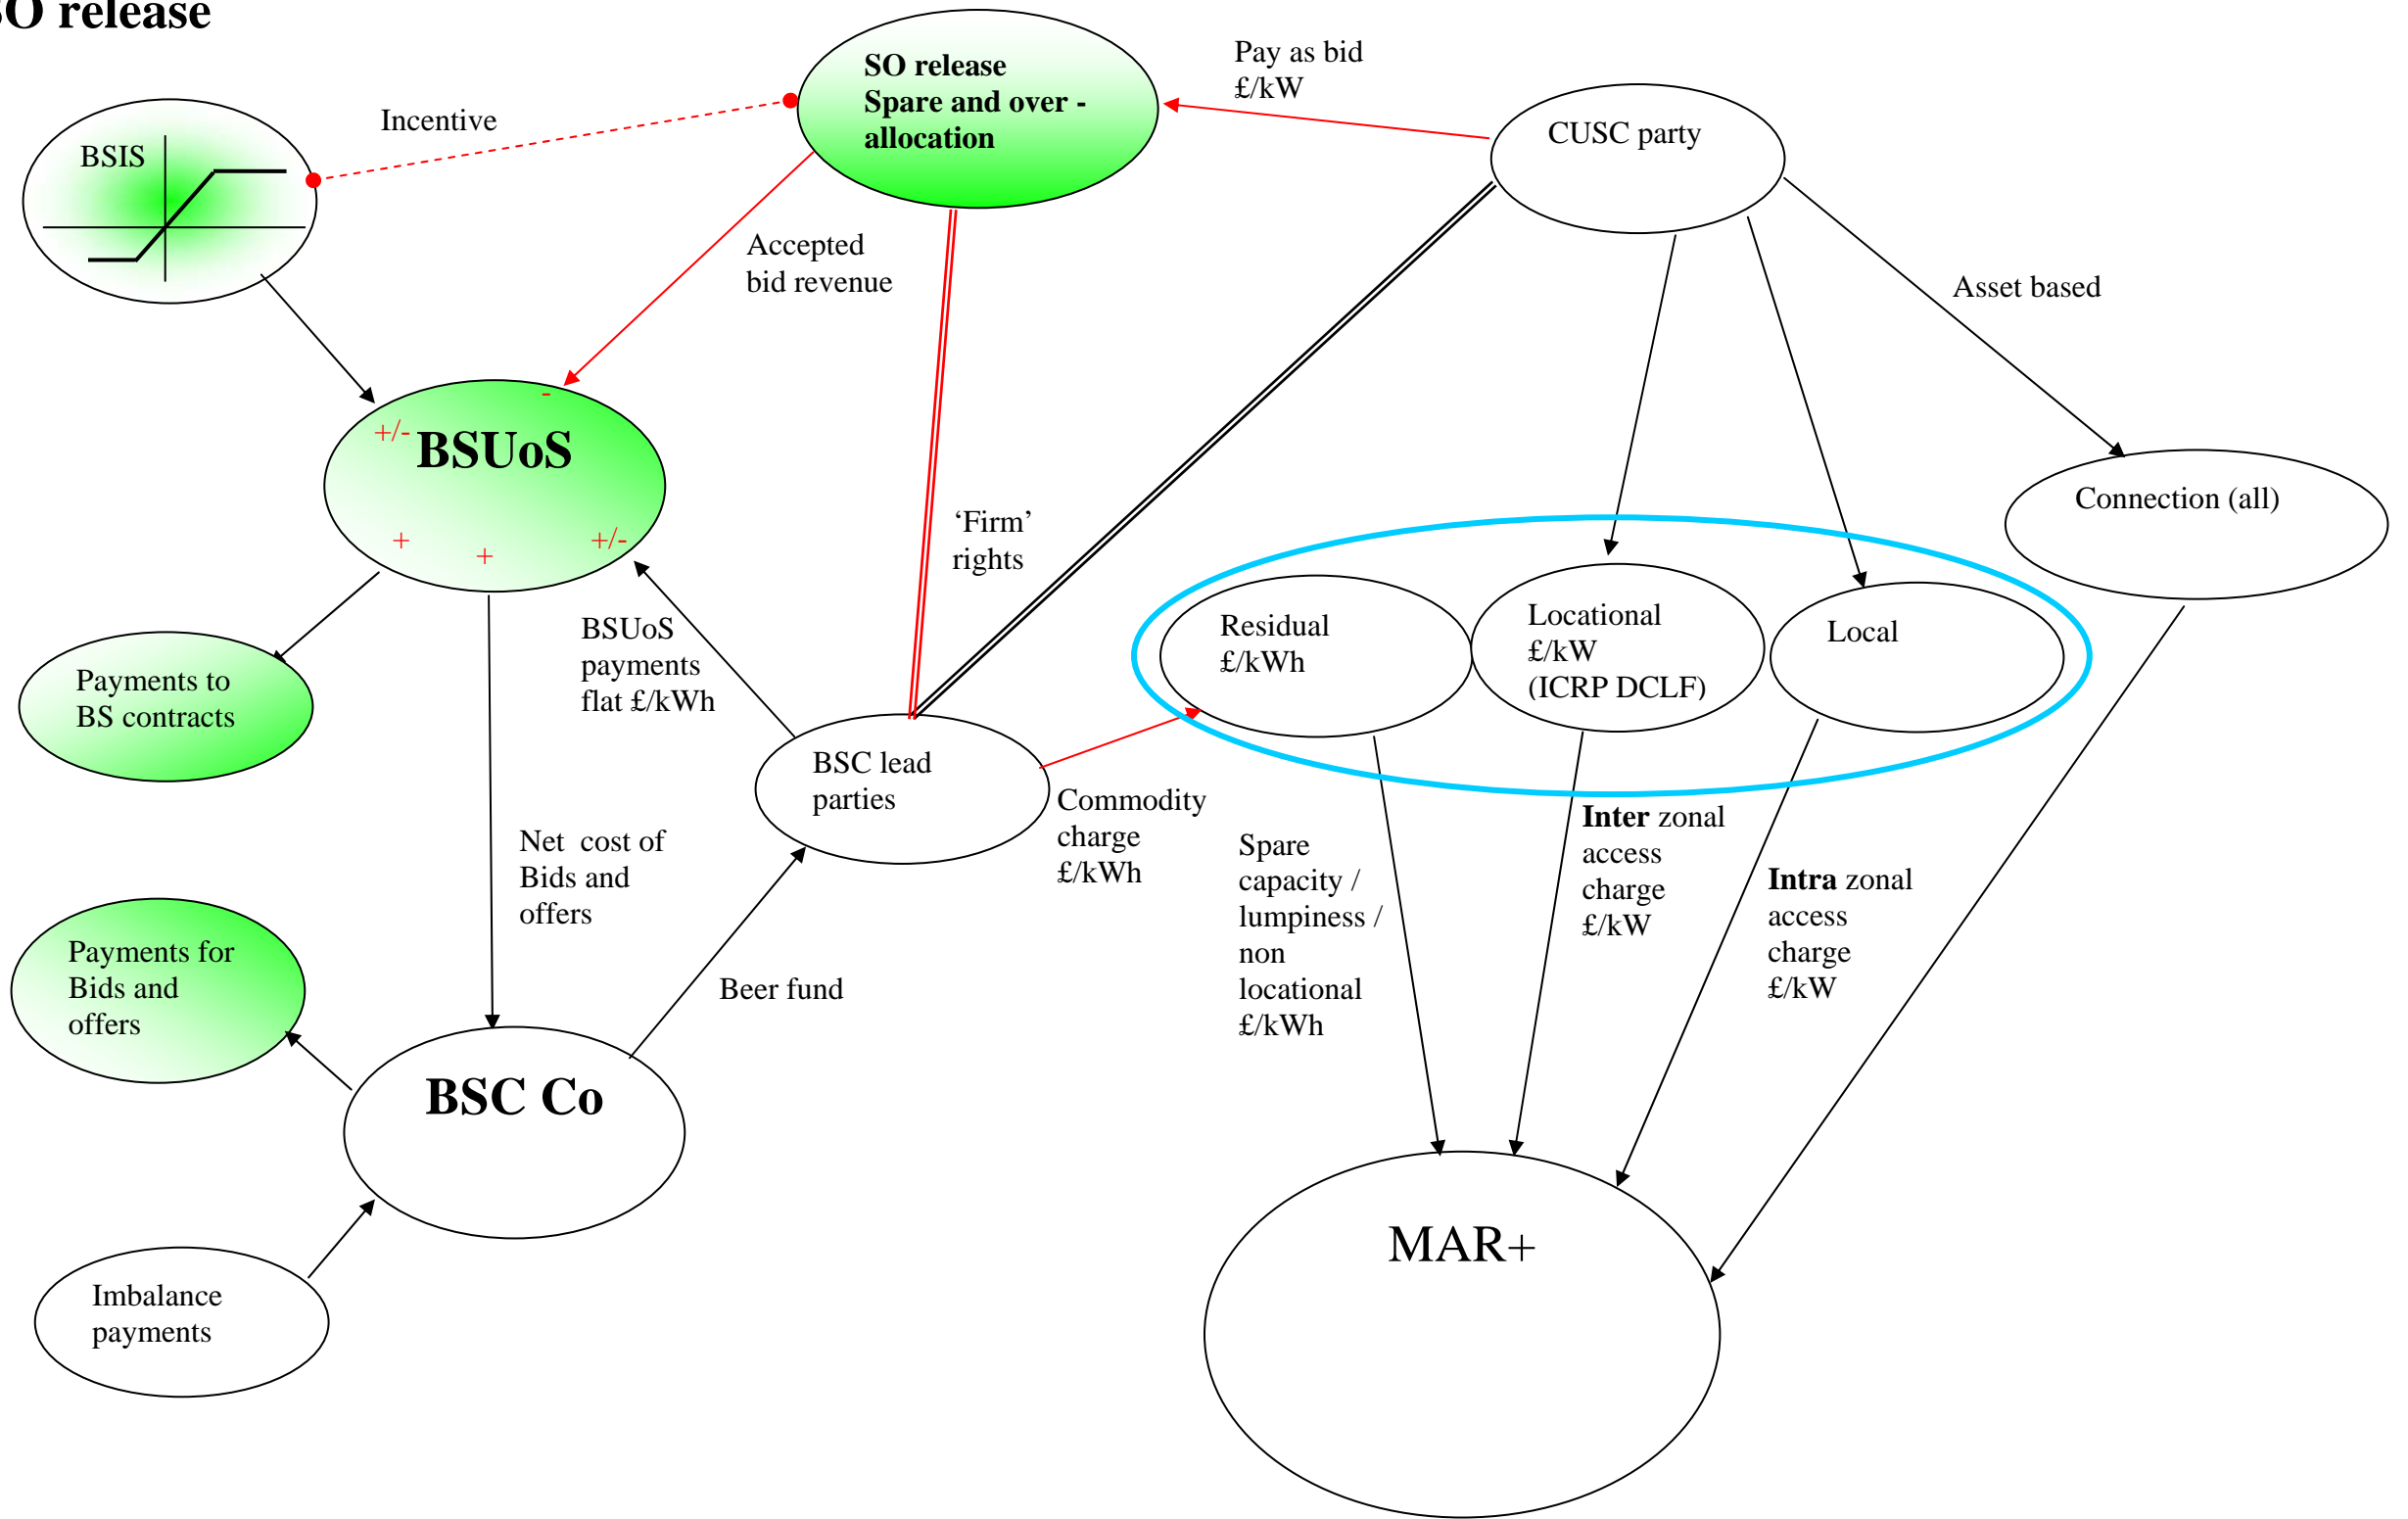 SO release
SO release
Spare and over -
allocation
Pay as bid
£/kW
CUSC party
Incentive
BSIS
Accepted
bid revenue
Asset based
-
+/-
BSUoS
+
+
+/-
'Firm'
rights
Connection (all)
Residual
£/kWh
Locational
£/kW
(ICRP DCLF)
Local
BSUoS
payments
flat £/kWh
Payments to
BS contracts
BSC lead
parties
Commodity
charge
£/kWh
Net cost of
Bids and
offers
Spare
capacity /
lumpiness /
non
locational
£/kWh
Inter zonal
access
charge
£/kW
Intra zonal
access
charge
£/kW
Payments for
Bids and
offers
Beer fund
BSC Co
MAR+
Imbalance
payments